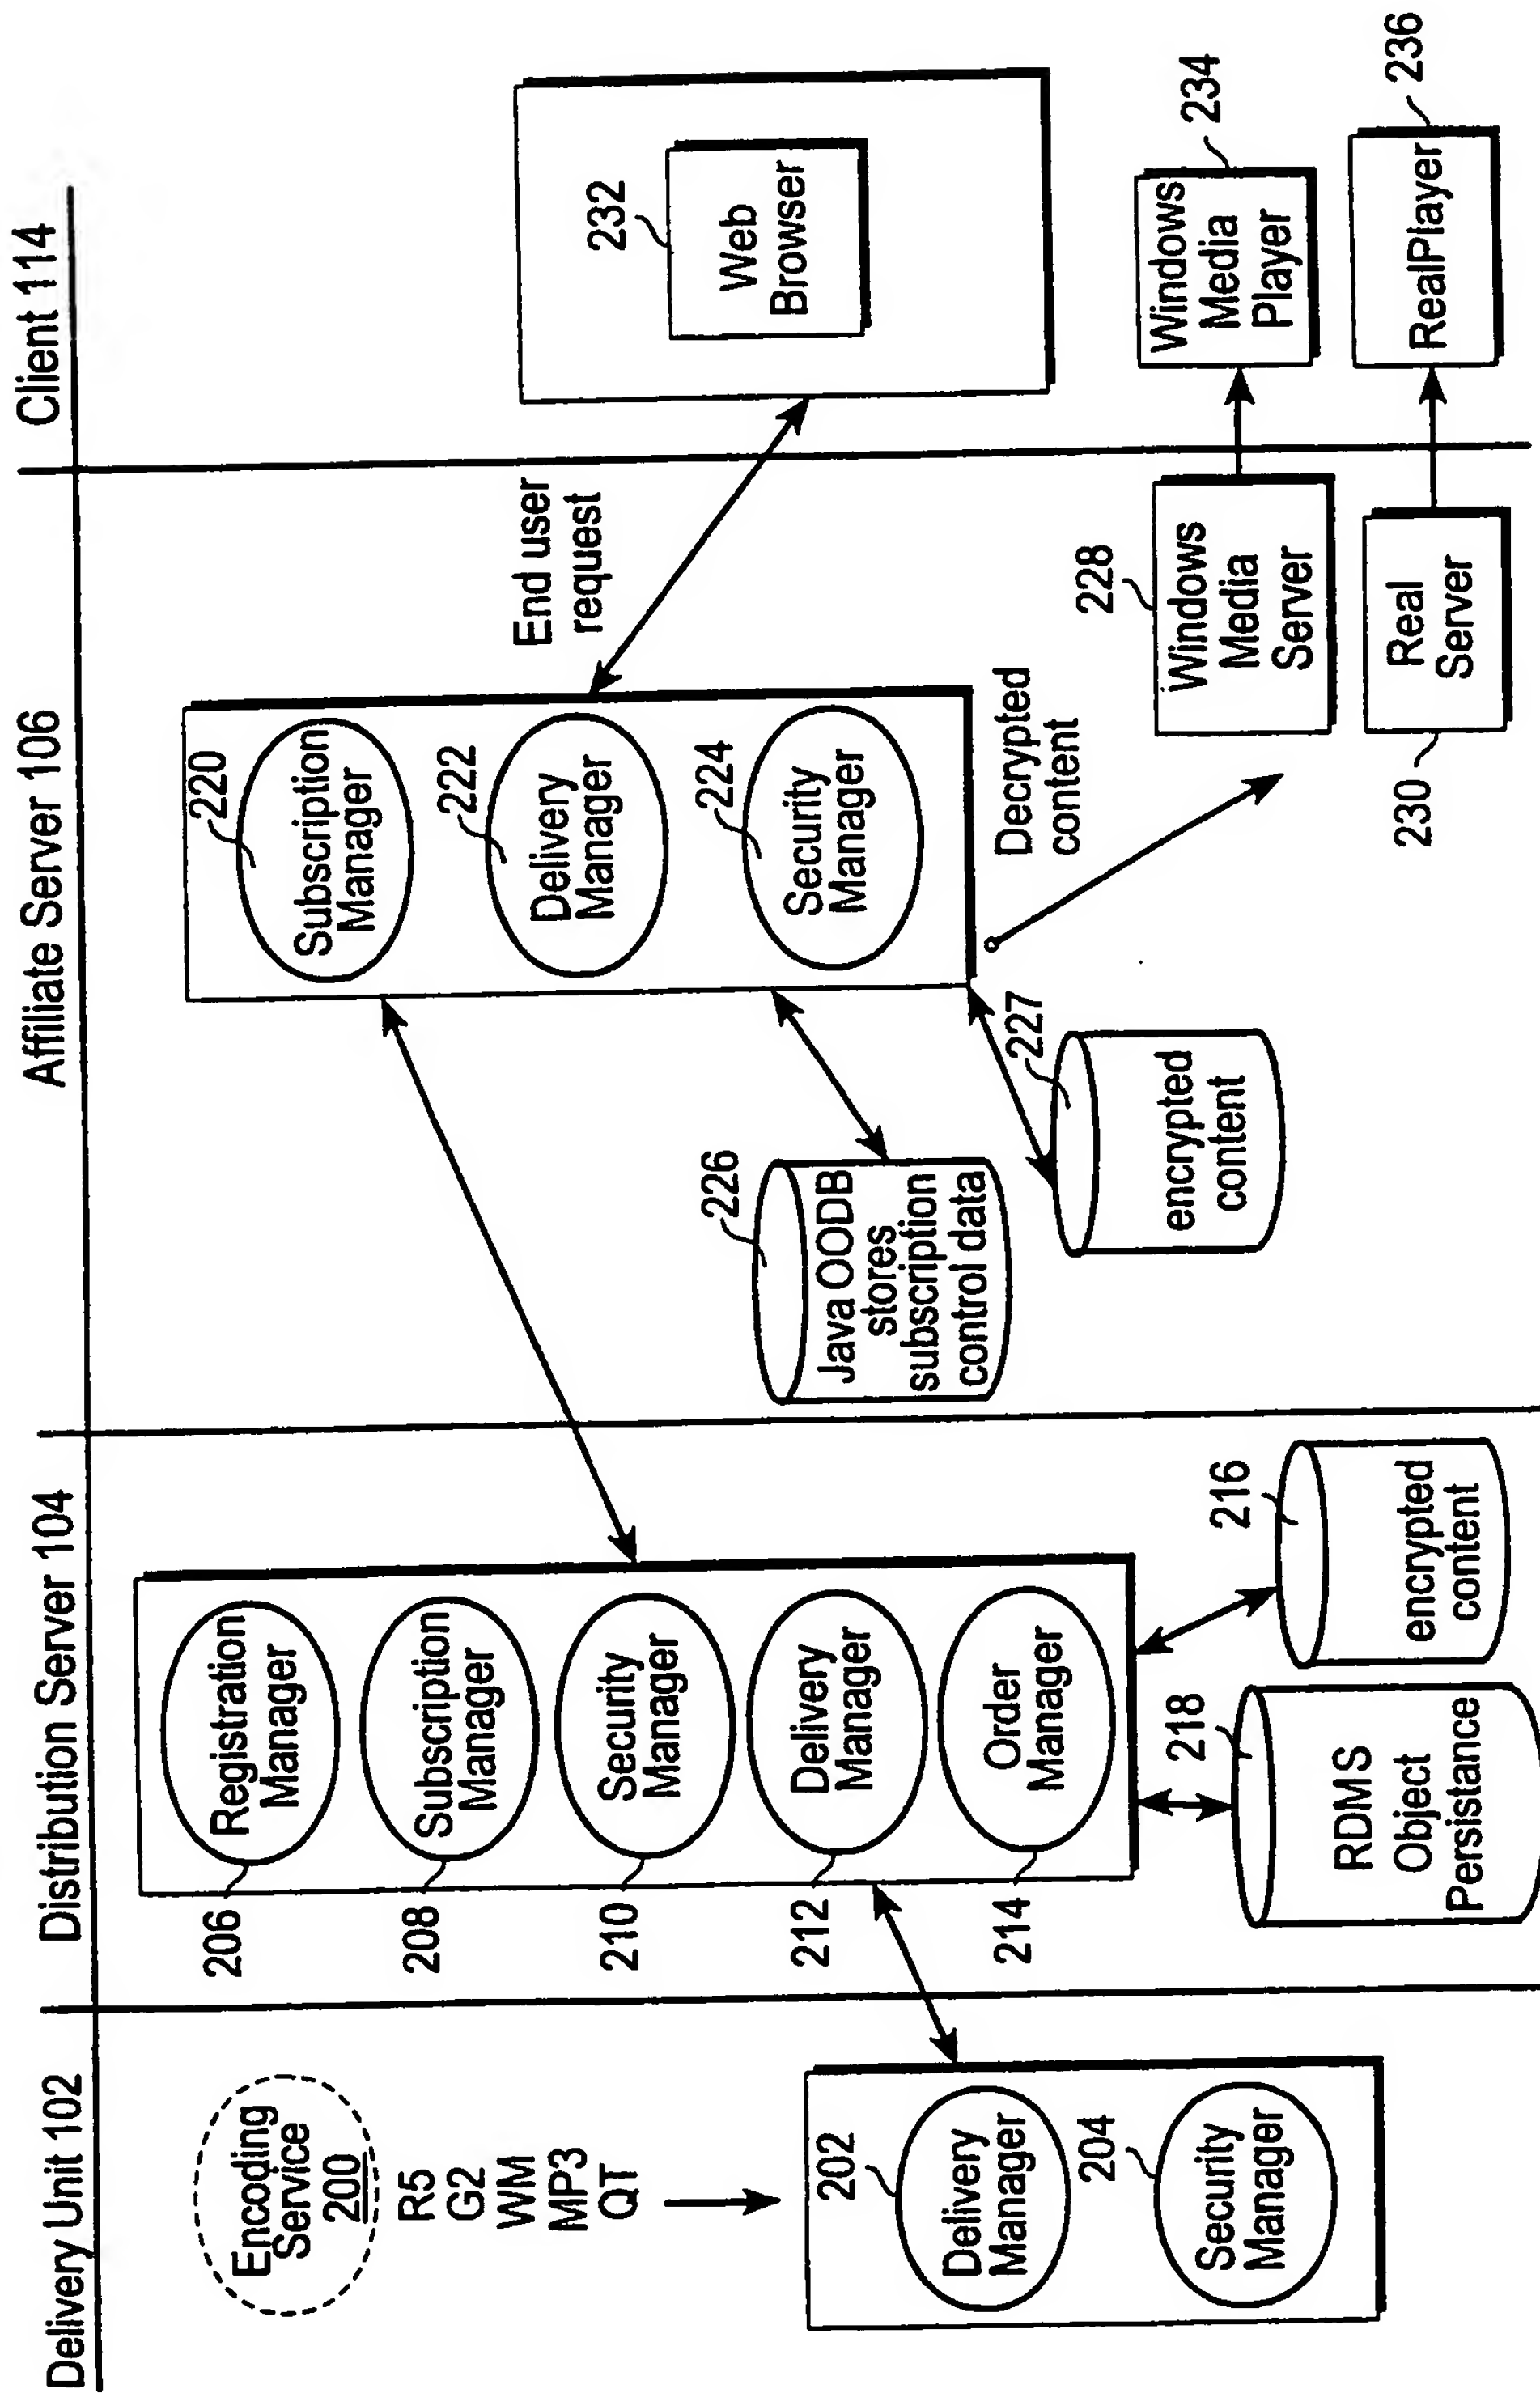 Delivery Unit 102
Encoding
Service
200
R5
G2
WM
MP3
QT
202
Delivery
Manager
204
Security
Manager
Distribution Server 104
206
Registration
Manager
208
Subscription
Manager
210
Security
Manager
212
Delivery
Manager
214
Order
Manager
218
RDMS
Object
Persistance
216
encrypted
content
Affiliate Server 106
220
Subscription
Manager
222
Delivery
Manager
224
Security
Manager
226
Java OODB
stores
subscription
control data
227
encrypted
content
End user
request
Decrypted
content
228
Windows
Media
Server
230
Real
Server
Client 114
232
Web
Browser
234
Windows
Media
Player
236
RealPlayer